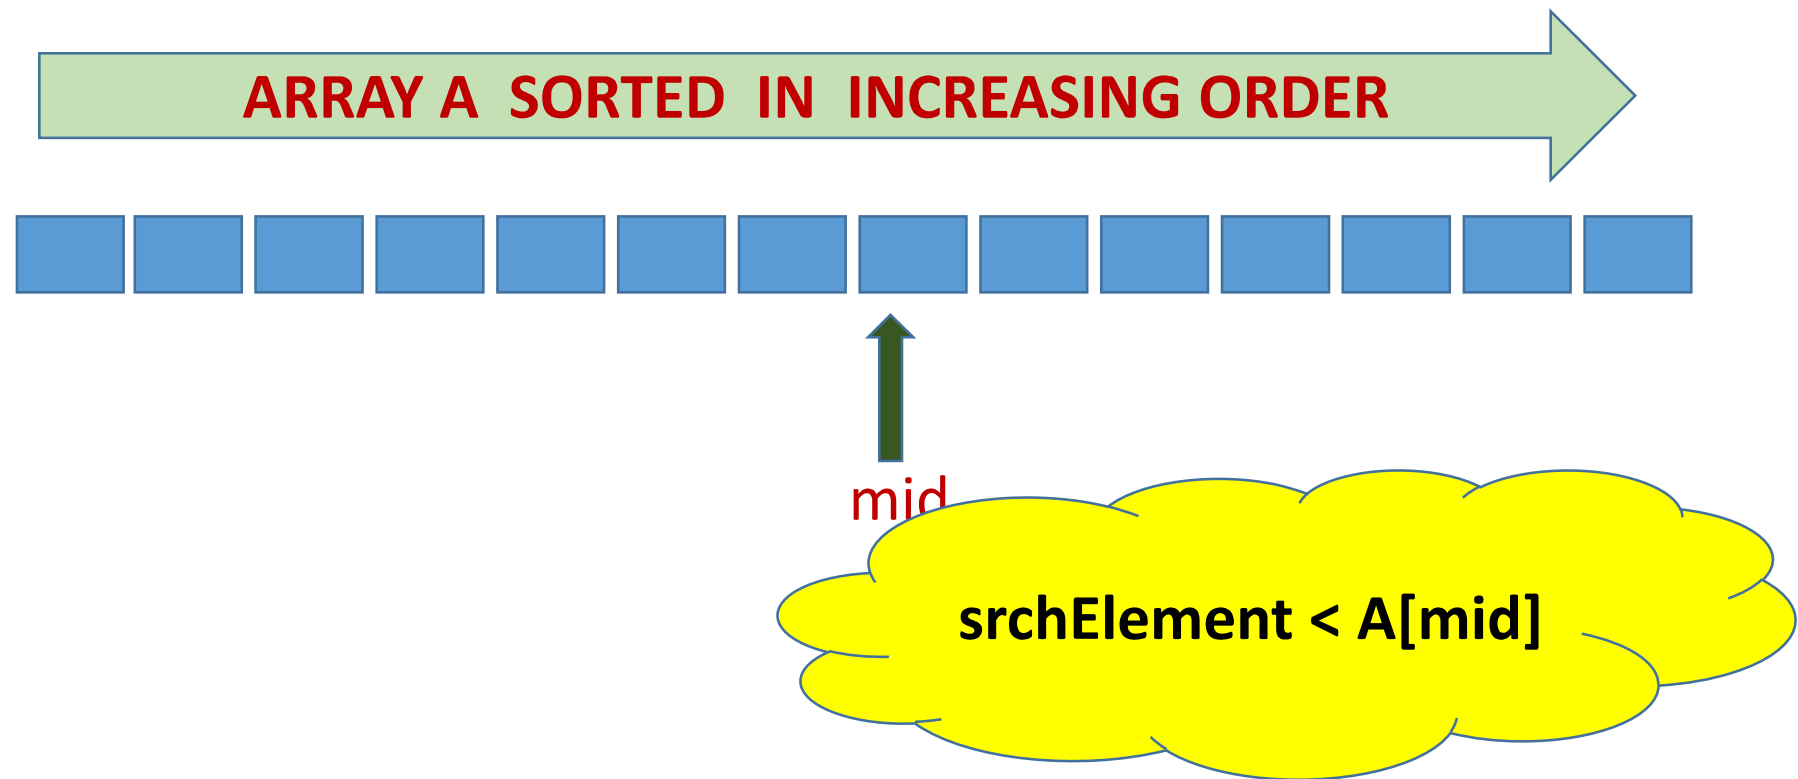 ARRAY A SORTED IN INCREASING ORDER
mid
srchElement < A[mid]